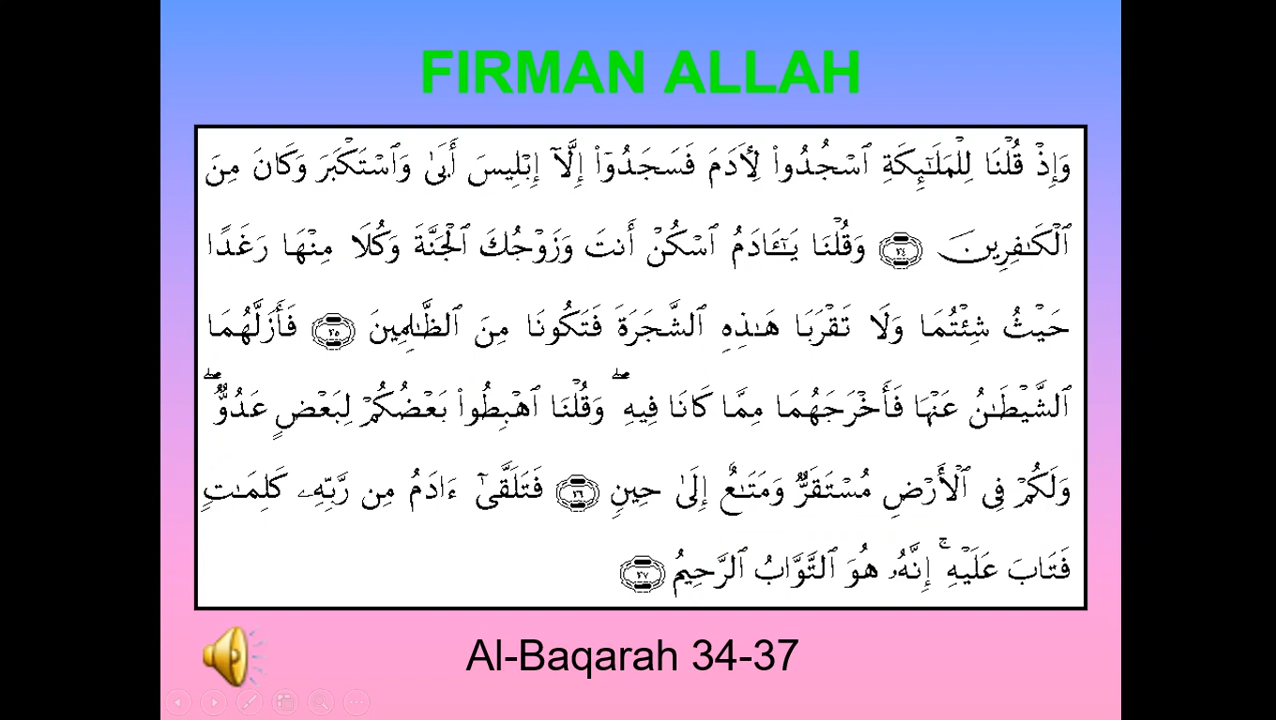 FIRMAN ALLAH
وَإِذْ قُلْنَا لِلْمَلَٰٓئِكَةِ ٱسْجُدُوا۟ لِأَدَمَ فَسَجَدُوٓا۟ إِلَّآ إِبْلِيسَ أَبَىٰ وَٱسْتَكْبَرَ وَكَانَ مِنَ
ٱلْكَٰفِرِينَ ٣٤ وَقُلْنَا يَٰٓـَٔادَمُ ٱسْكُنْ أَنتَ وَزَوْجُكَ ٱلْجَنَّةَ وَكُلَا مِنْهَا رَغَدًا
حَيْثُ شِئْتُمَا وَلَا تَقْرَبَا هَٰذِهِ ٱلشَّجَرَةَ فَتَكُونَا مِنَ ٱلظَّٰلِمِينَ ٣٥ فَأَزَلَّهُمَا
ٱلشَّيْطَٰنُ عَنْهَا فَأَخْرَجَهُمَا مِمَّا كَانَا فِيهِ ۖ وَقُلْنَا ٱهْبِطُوا۟ بَعْضُكُمْ لِبَعْضٍ عَدُوٌّ ۖ
وَلَكُمْ فِى ٱلْأَرْضِ مُسْتَقَرٌّ وَمَتَٰعٌ إِلَىٰ حِينٍ ٣٦ فَتَلَقَّىٰٓ ءَادَمُ مِن رَّبِّهِۦ كَلِمَٰتٍ
فَتَابَ عَلَيْهِ ۚ إِنَّهُۥ هُوَ ٱلتَّوَّابُ ٱلرَّحِيمُ ٣٧
Al-Baqarah 34-37